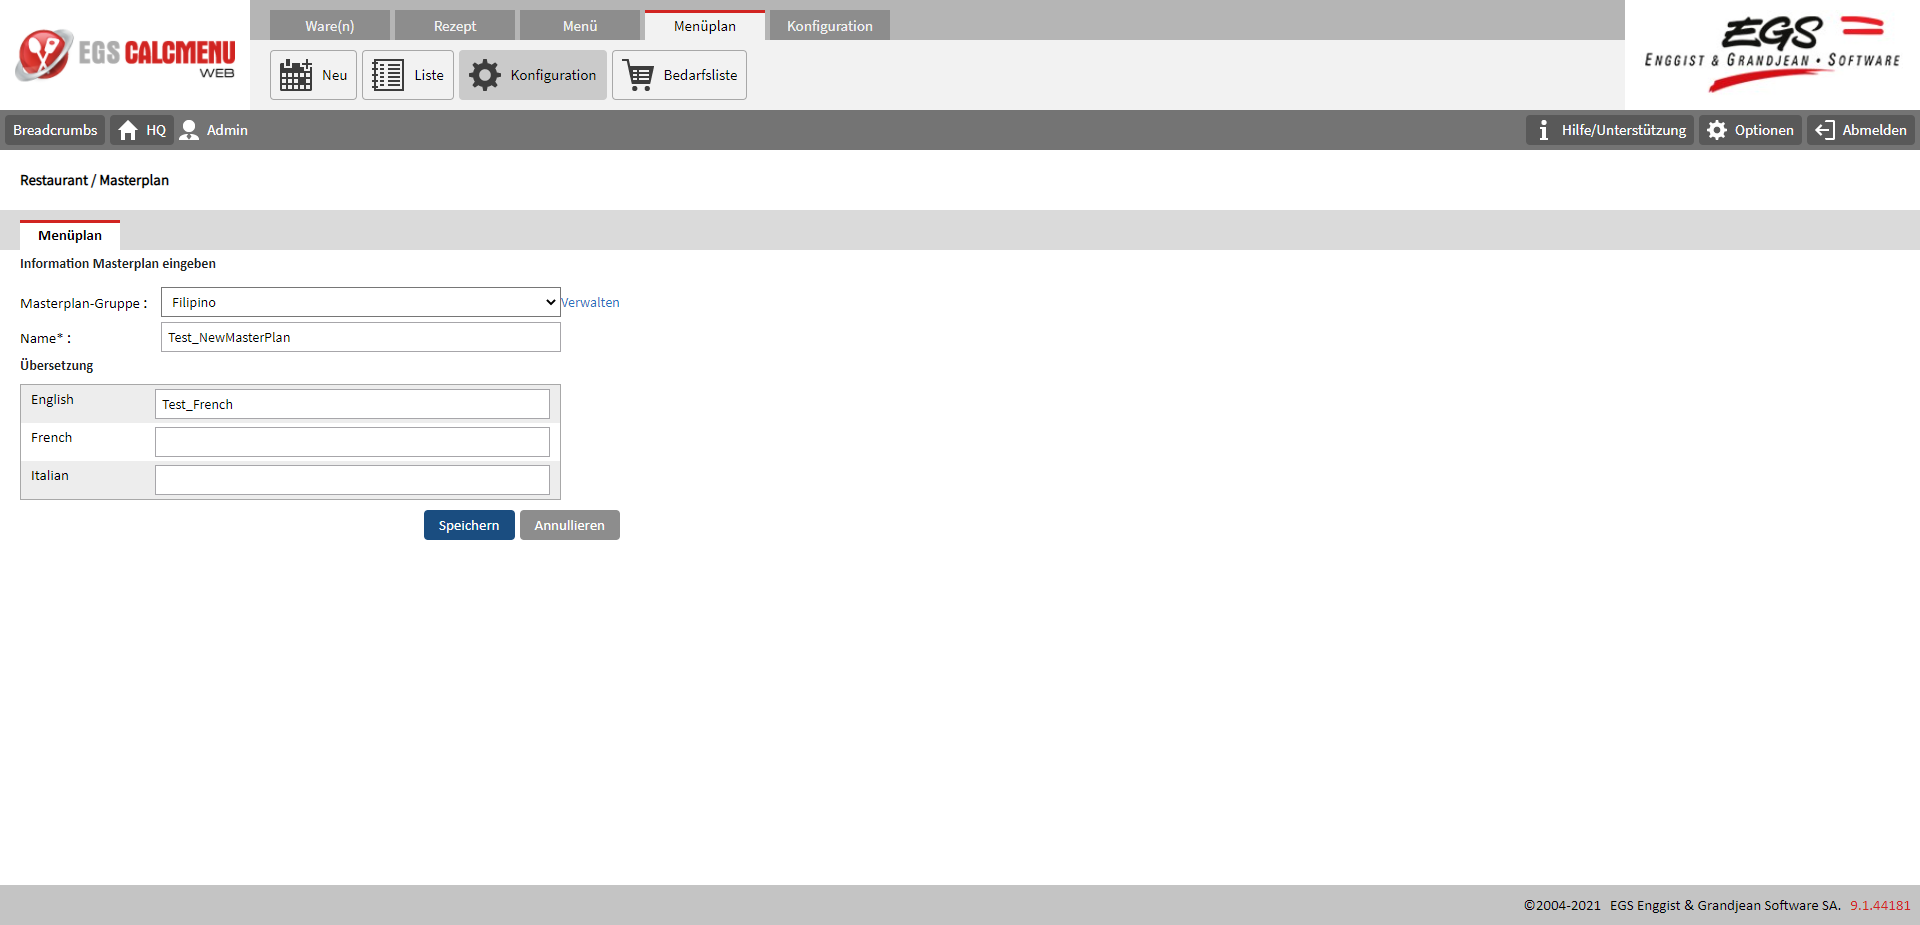 EGS CALCMENU
WEB
Ware(n) Rezept Menü Menüplan Konfiguration
Neu Liste Konfiguration Bedarfsliste
EGS
ENGGIST & GRANDJEAN • SOFTWARE
Breadcrumbs HQ Admin Hilfe/Unterstützung Optionen Abmelden
Restaurant / Masterplan
Menüplan
Information Masterplan eingeben
Masterplan-Gruppe : Filipino Verwalten
Name* : Test_NewMasterPlan
Übersetzung
English Test_French
French
Italian
Speichern Annullieren
©2004-2021 EGS Enggist & Grandjean Software SA. 9.1.44181